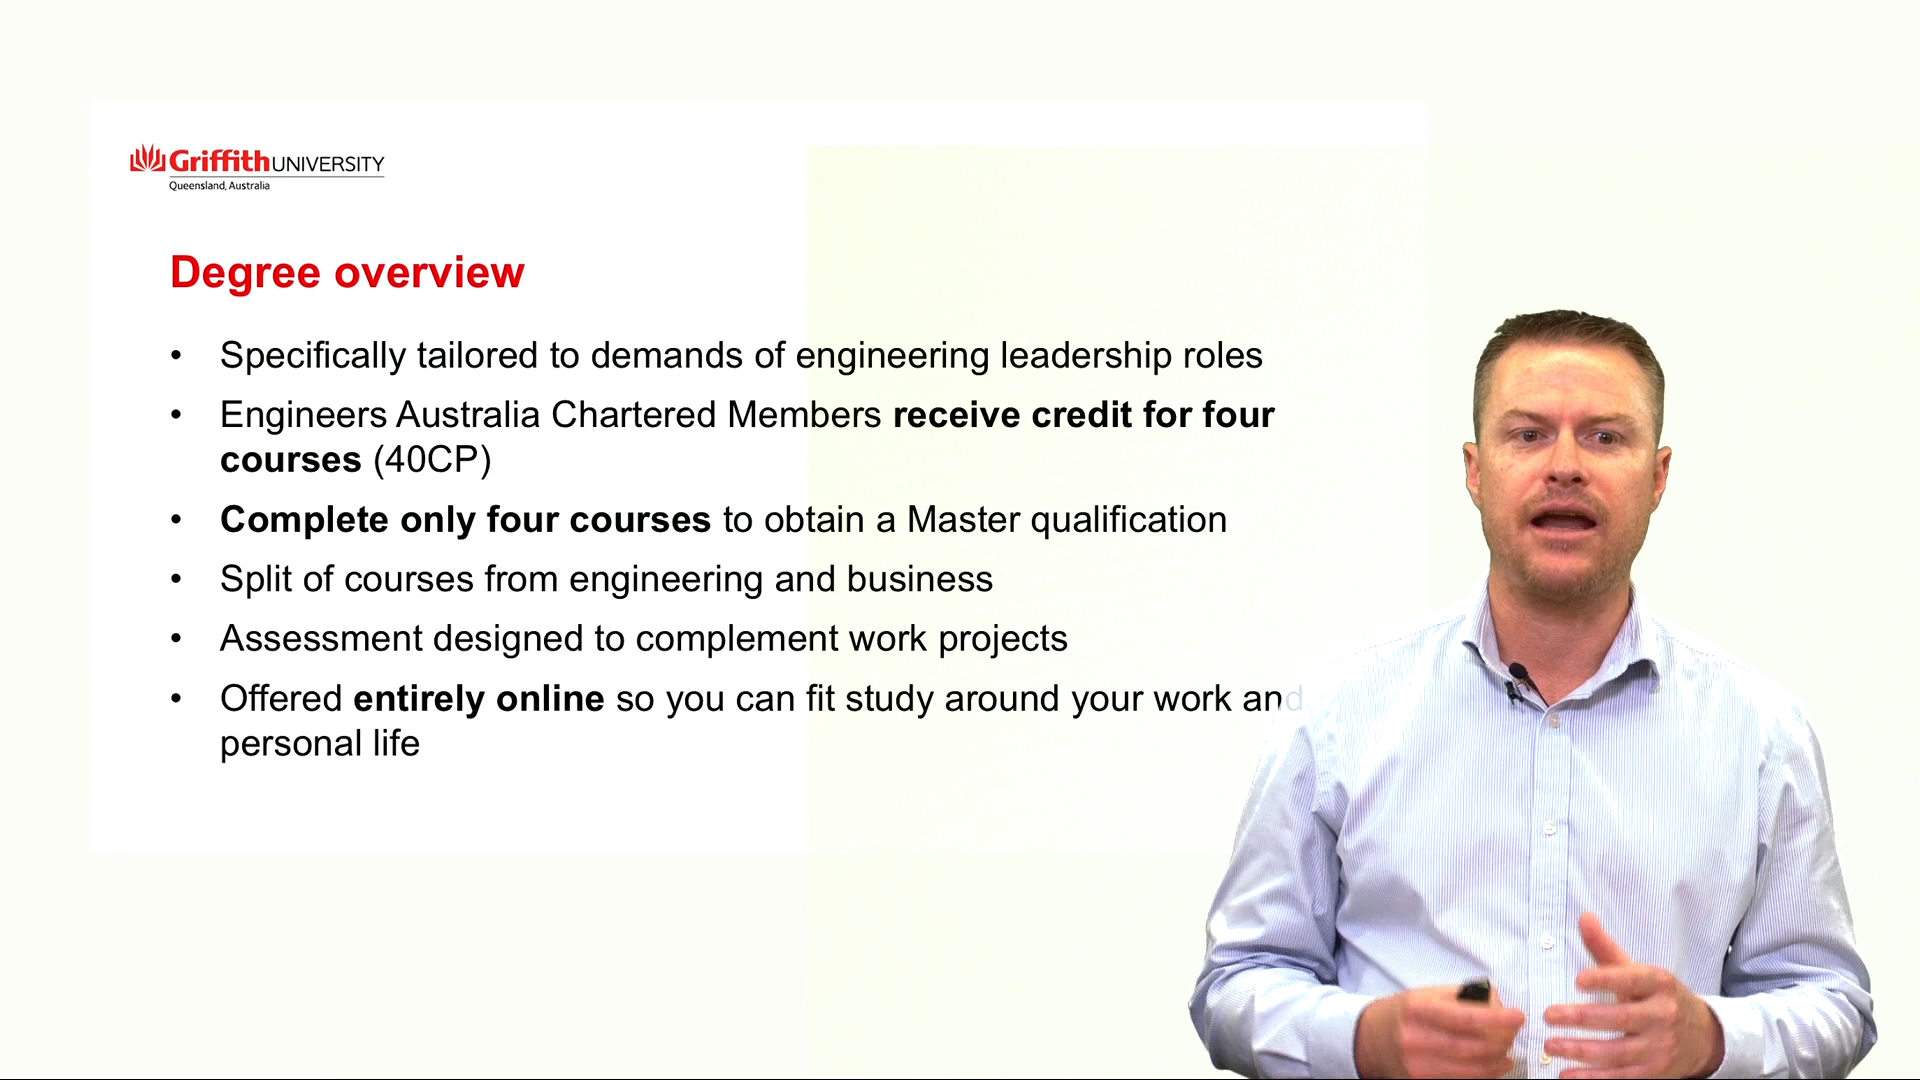 Griffith UNIVERSITY
Queensland, Australia
Degree overview
• Specifically tailored to demands of engineering leadership roles
• Engineers Australia Chartered Members receive credit for four
courses (40CP)
• Complete only four courses to obtain a Master qualification
• Split of courses from engineering and business
• Assessment designed to complement work projects
• Offered entirely online so you can fit study around your work and
personal life